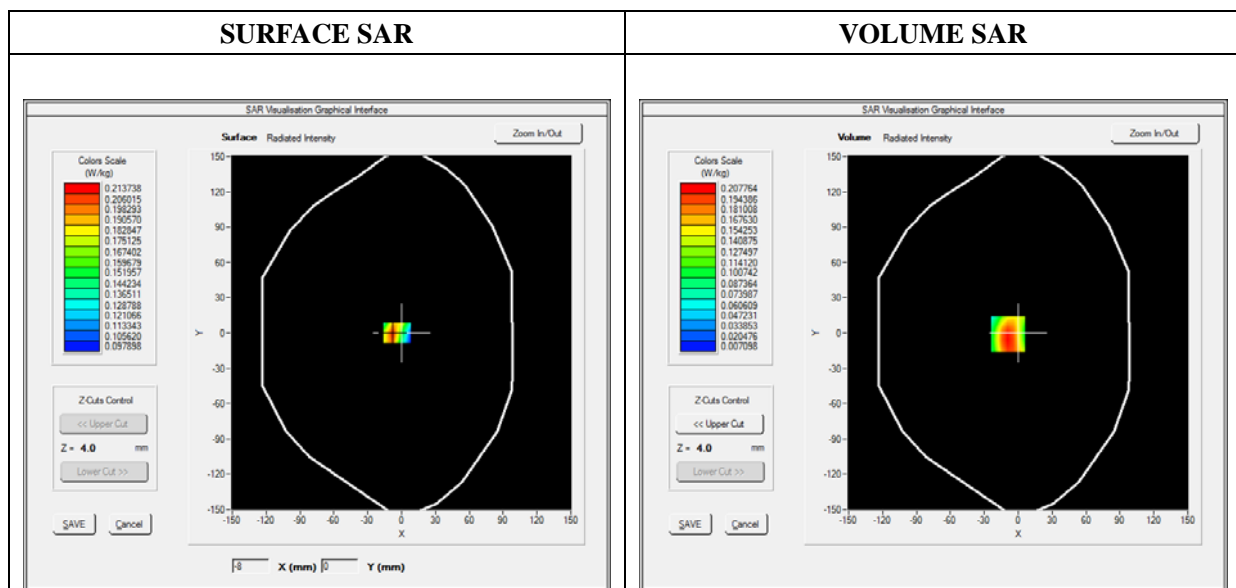 SURFACE SAR
SAR Visualisation Graphical Interface
Surface Radiated Intensity
Zoom In/Out
Colors Scale
(W/kg)
0.213738
0.206015
0.198293
0.190570
0.182847
0.175125
0.167402
0.159679
0.151957
0.144234
0.136511
0.128788
0.121066
0.113343
0.105620
0.097898
Z-Cuts Control
<< Upper Cut
Z = 4.0 mm
Lower Cut >>
SAVE Cancel
150
120
90
60
30
0
-30
-60
-90
-120
-150
Y
-150 -120 -90 -60 -30 0 30 60 90 120 150
X
-8 X (mm) 0 Y (mm)
VOLUME SAR
SAR Visualisation Graphical Interface
Volume Radiated Intensity
Zoom In/Out
Colors Scale
(W/kg)
0.207764
0.194386
0.181008
0.167630
0.154253
0.140875
0.127497
0.114120
0.100742
0.087364
0.073987
0.060609
0.047231
0.033853
0.020476
0.007098
Z-Cuts Control
<< Upper Cut
Z = 4.0 mm
Lower Cut >>
SAVE Cancel
150
120
90
60
30
0
-30
-60
-90
-120
-150
Y
-150 -120 -90 -60 -30 0 30 60 90 120 150
X